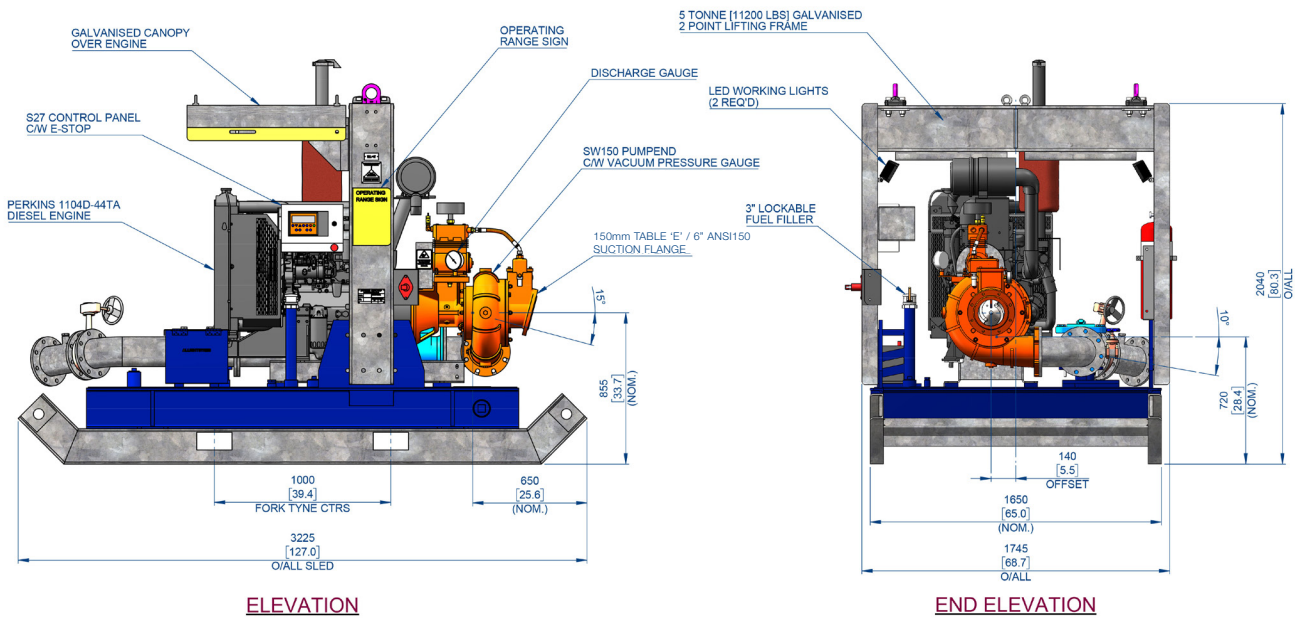 GALVANISED CANOPY
OVER ENGINE
OPERATING
RANGE SIGN
DISCHARGE GAUGE
S27 CONTROL PANEL
C/W E-STOP
SW150 PUMPEND
C/W VACUUM PRESSURE GAUGE
PERKINS 1104D-44TA
DIESEL ENGINE
OPERATING
RANGE SIGN
150mm TABLE ‘E’ / 6” ANSI150
SUCTION FLANGE
15°
855
[33.7]
(NOM.)
1000
[39.4]
FORK TYNE CTRS
650
[25.6]
(NOM.)
3225
[127.0]
O/ALL SLED
ELEVATION
5 TONNE [11200 LBS] GALVANISED
2 POINT LIFTING FRAME
LED WORKING LIGHTS
(2 REQ'D)
3" LOCKABLE
FUEL FILLER
2040
[80.3]
O/ALL
10°
720
[28.4]
(NOM.)
140
[5.5]
OFFSET
1650
[65.0]
(NOM.)
1745
[68.7]
O/ALL
END ELEVATION